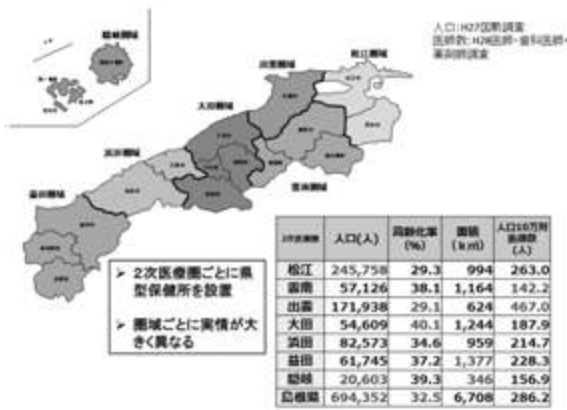 隠岐圏域
松江圏域
出雲圏域
大田圏域
浜田圏域
益田圏域
雲南圏域
人口:H27国勢調査
医師数:H28医師・歯科医師・
薬剤師調査
➢ 2次医療圏ごとに県
型保健所を設置
➢ 圏域ごとに実情が大
きく異なる
2次医療圏 人口(人) 高齢化率(%) 面積(k㎡) 人口10万対医師数(人)
松江 245,758 29.3 994 263.0
雲南 57,126 38.1 1,164 142.2
出雲 171,938 29.1 624 467.0
大田 54,609 40.1 1,244 187.9
浜田 82,573 34.6 959 214.7
益田 61,745 37.2 1,377 228.3
隠岐 20,603 39.3 346 156.9
島根県 694,352 32.5 6,708 286.2